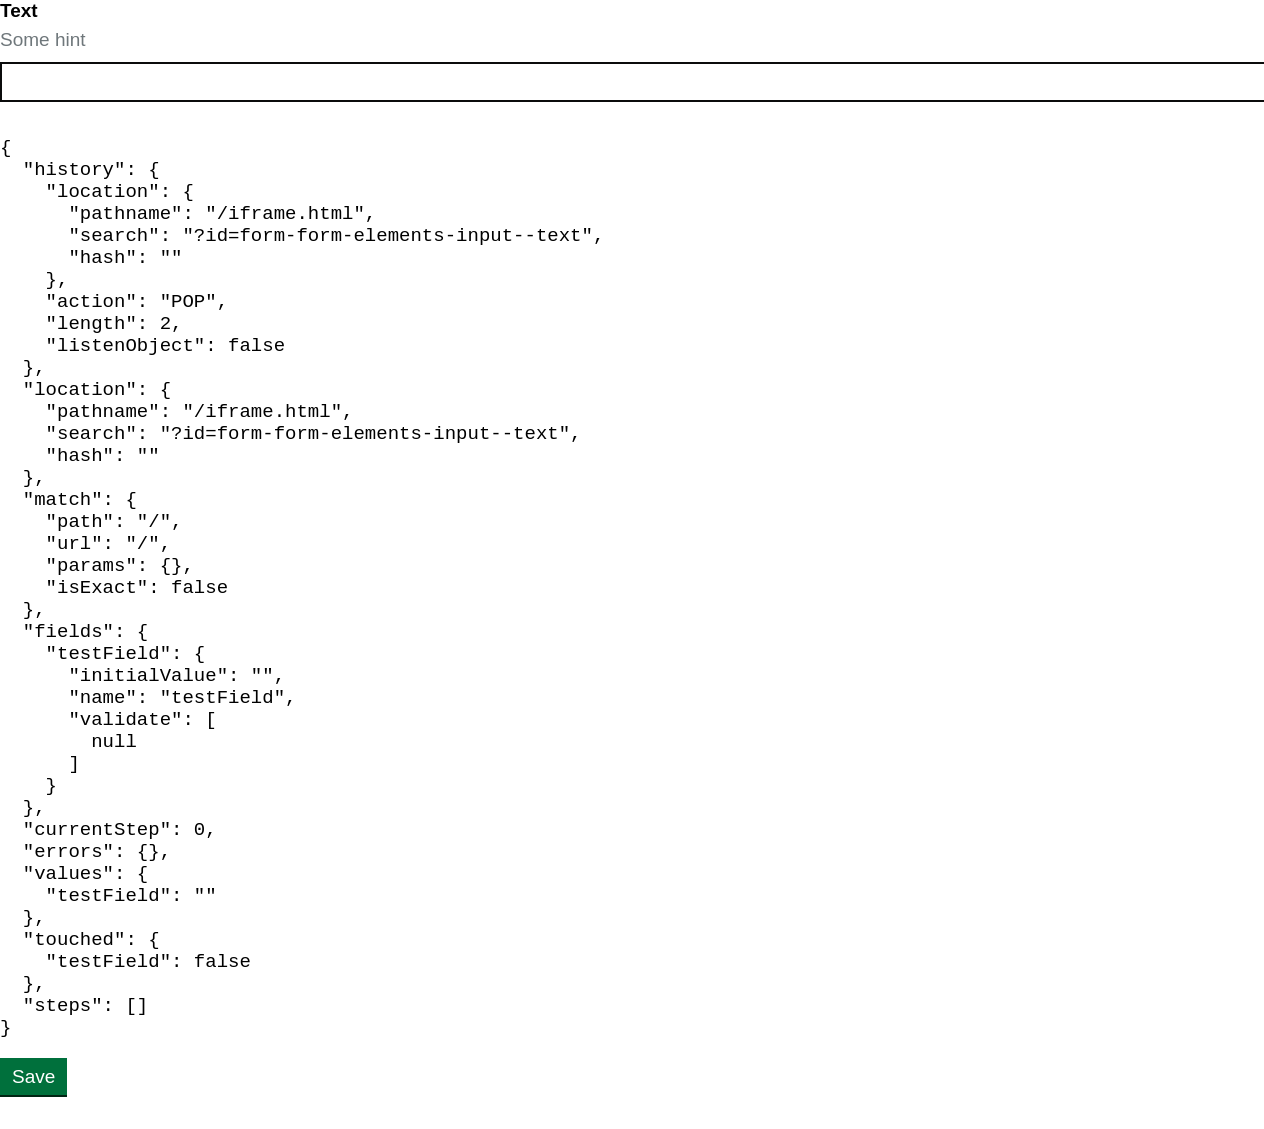 Text
Some hint
{
  "history": {
    "location": {
      "pathname": "/iframe.html",
      "search": "?id=form-form-elements-input--text",
      "hash": ""
    },
    "action": "POP",
    "length": 2,
    "listenObject": false
  },
  "location": {
    "pathname": "/iframe.html",
    "search": "?id=form-form-elements-input--text",
    "hash": ""
  },
  "match": {
    "path": "/",
    "url": "/",
    "params": {},
    "isExact": false
  },
  "fields": {
    "testField": {
      "initialValue": "",
      "name": "testField",
      "validate": [
        null
      ]
    }
  },
  "currentStep": 0,
  "errors": {},
  "values": {
    "testField": ""
  },
  "touched": {
    "testField": false
  },
  "steps": []
}
Save